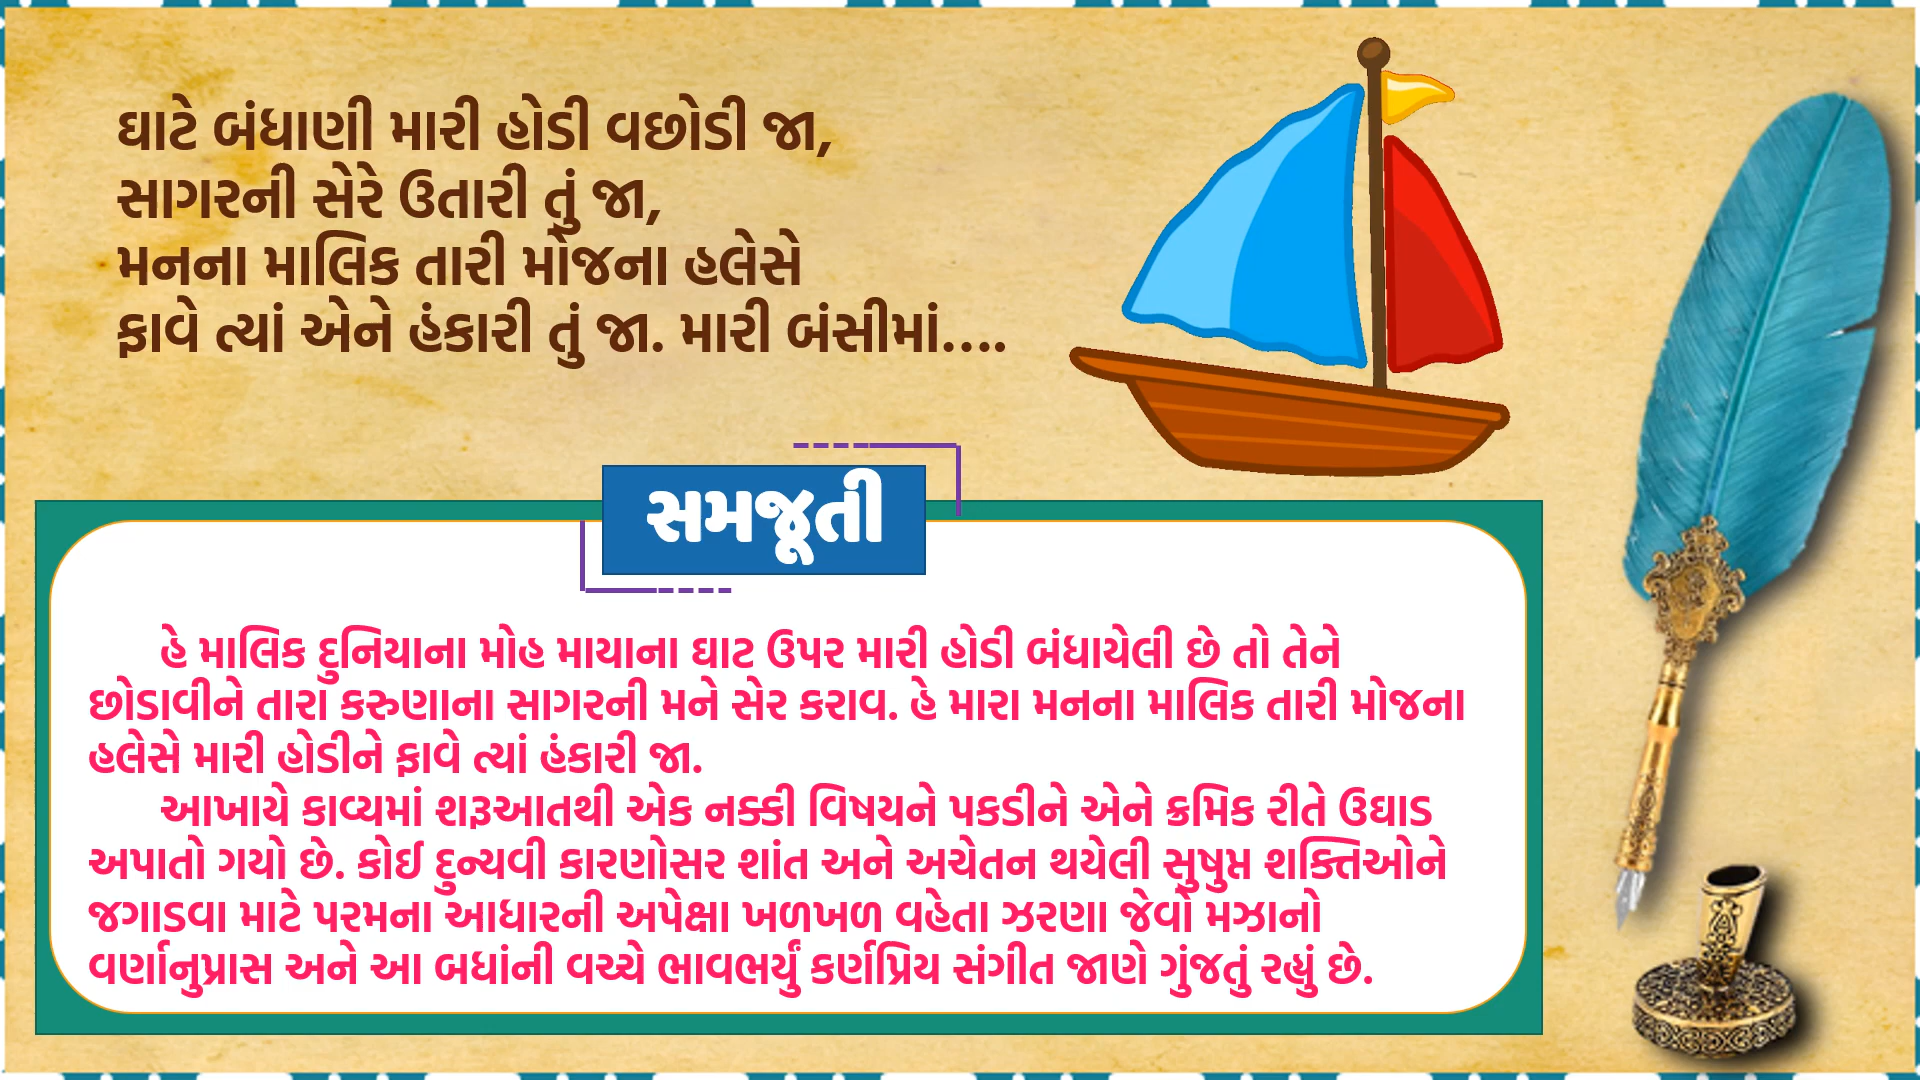 ઘાટે બંધાણી મારી હોડી વછોડી જા,
સાગરની સેરે ઉતારી તું જા,
મનના માલિક તારી મોજના હલેસે
ફાવે ત્યાં એને હંકારી તું જા. મારી બંસીમાં....
સમજૂતી
હે માલિક દુનિયાના મોહ માયાના ઘાટ ઉપર મારી હોડી બંધાયેલી છે તો તેને
છોડાવીને તારા કરુણાના સાગરની મને સેર કરાવ. હે મારા મનના માલિક તારી મોજના
હલેસે મારી હોડીને ફાવે ત્યાં હંકારી જા.
આખાયે કાવ્યમાં શરૂઆતથી એક નક્કી વિષયને પકડીને એને ક્રમિક રીતે ઉઘાડ
અપાતો ગયો છે. કોઈ દુન્યવી કારણોસર શાંત અને અચેતન થયેલી સુષુપ્ત શક્તિઓને
જગાડવા માટે પરમના આધારની અપેક્ષા ખળખળ વહેતા ઝરણા જેવો મઝાનો
વર્ણાનુપ્રાસ અને આ બધાંની વચ્ચે ભાવભર્યું કર્ણપ્રિય સંગીત જાણે ગુંજતું રહ્યું છે.